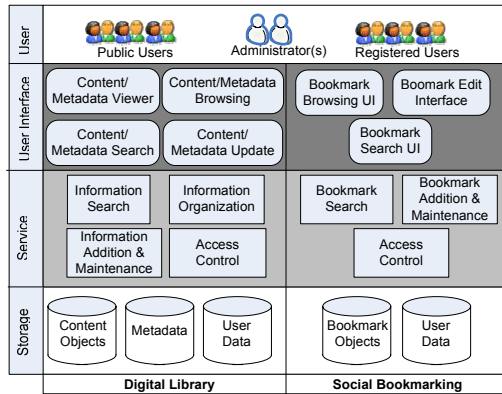 User
Public Users
Administrator(s)
Registered Users
User Interface
Content/
Metadata Viewer
Content/Metadata
Browsing
Content/
Metadata Search
Content/
Metadata Update
Bookmark
Browsing UI
Boomark Edit
Interface
Bookmark
Search UI
Service
Information
Search
Information
Organization
Information
Addition &
Maintenance
Access
Control
Bookmark
Search
Bookmark
Addition &
Maintenance
Access
Control
Storage
Content
Objects
Metadata
User
Data
Bookmark
Objects
User
Data
Digital Library
Social Bookmarking